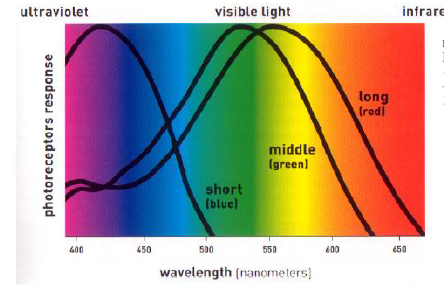 ultraviolet visible light infrare
photoreceptors response
long
(red)
middle
(green)
short
(blue)
400 450 500 550 600 650
wavelength (nanometers)